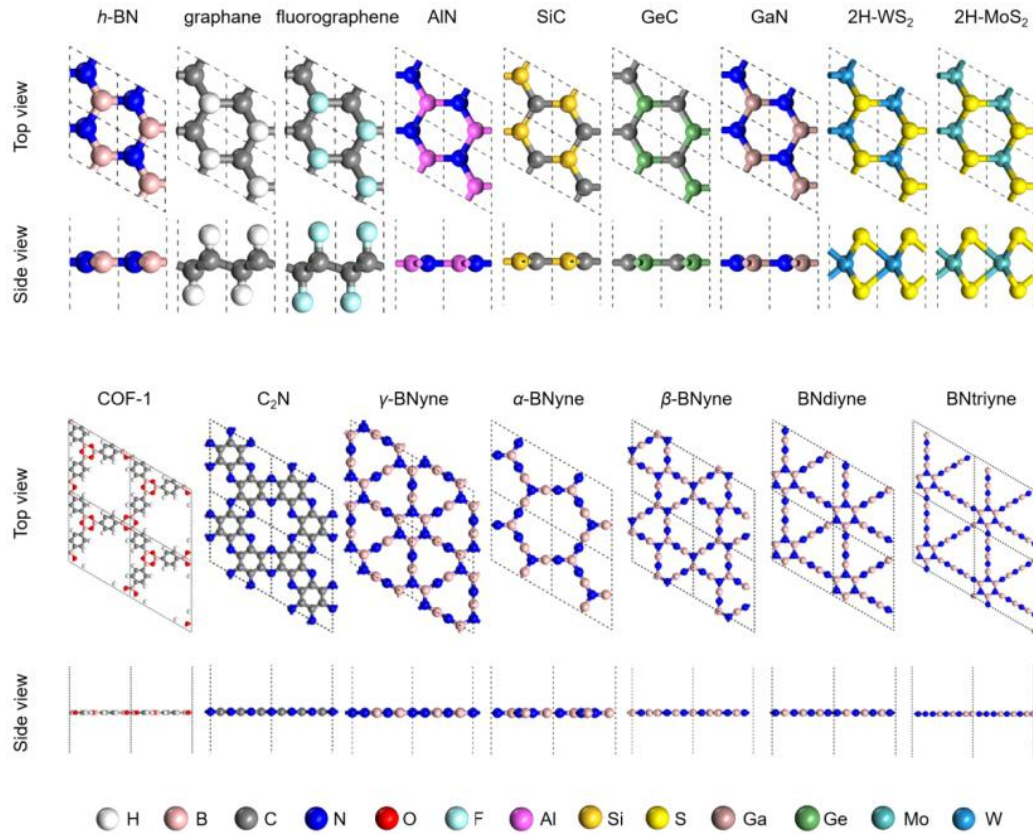 h-BN graphane fluorographene AlN SiC GeC GaN 2H-WS₂ 2H-MoS₂
Top view
Side view
COF-1 C₂N γ-BNyne α-BNyne β-BNyne BNdiyne BNtriyne
Top view
Side view
H B C N O F Al Si S Ga Ge Mo W